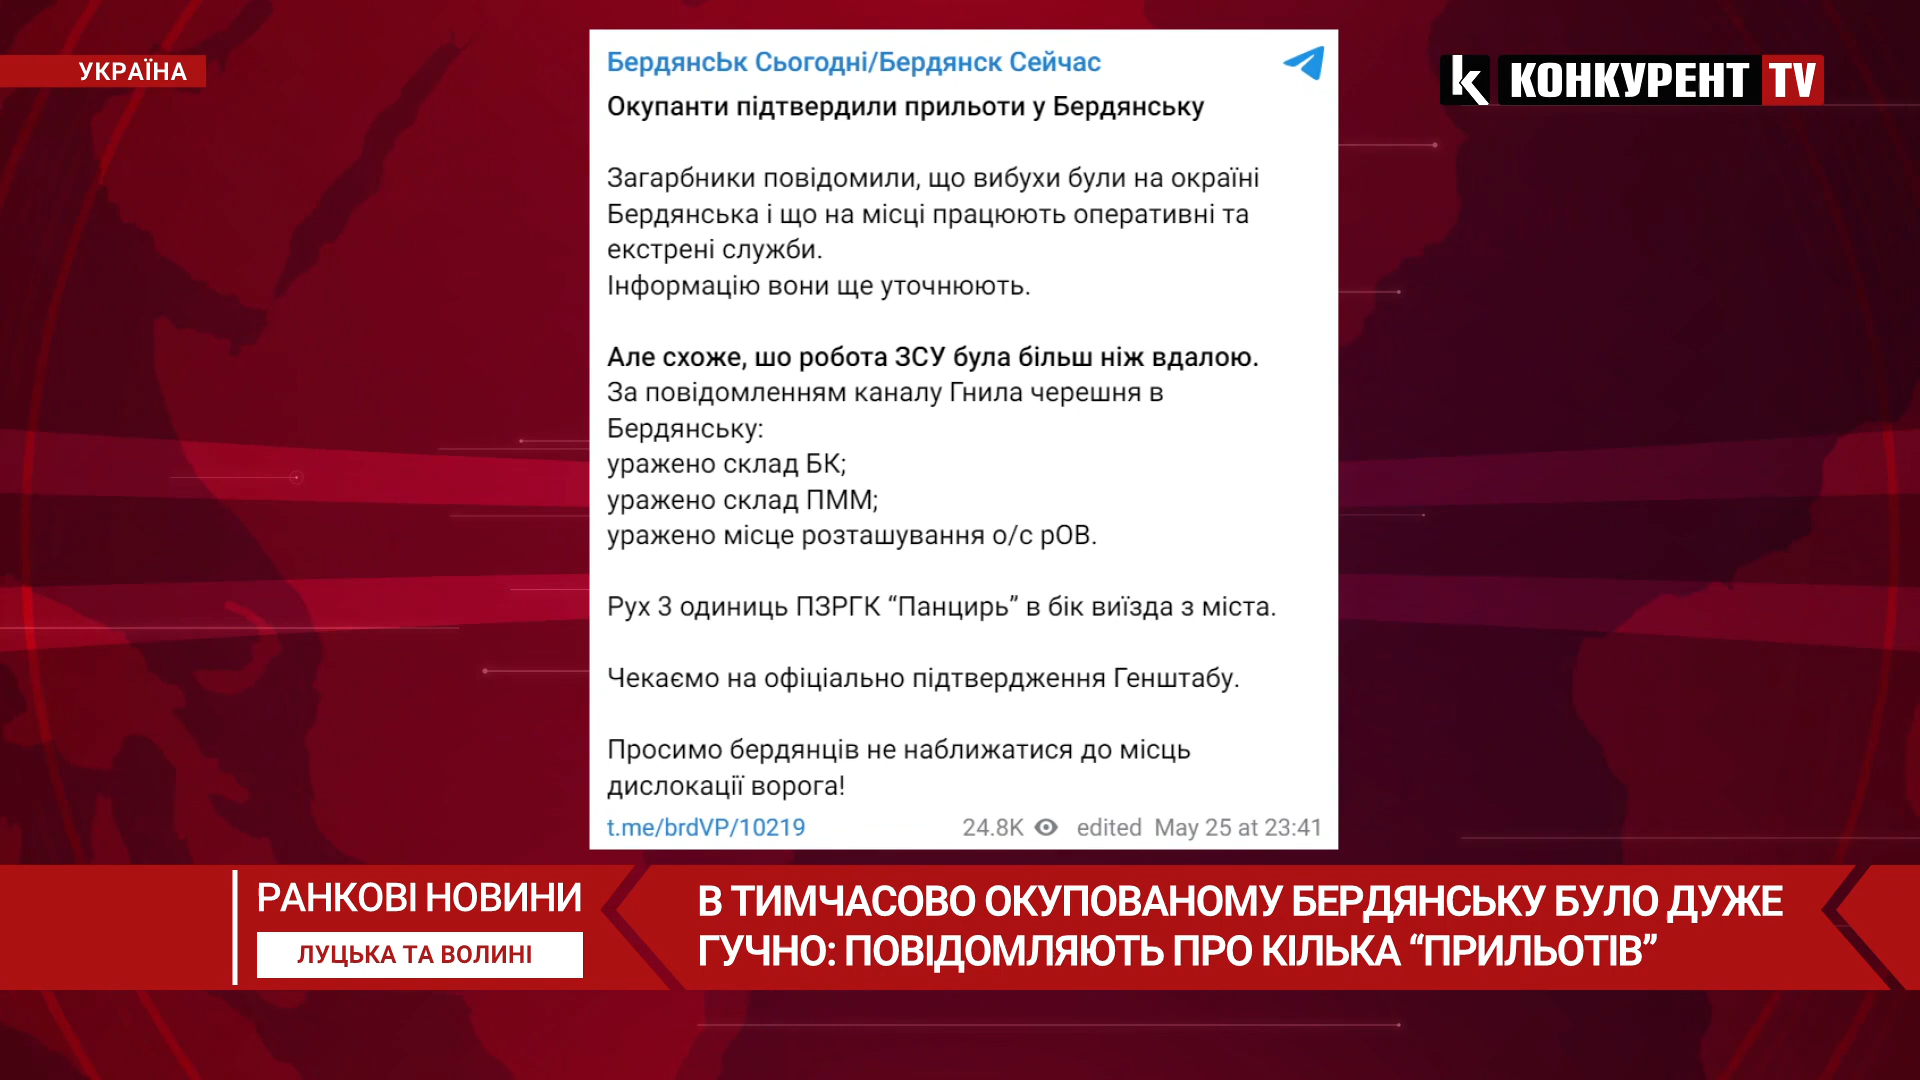 УКРАЇНА
КОНКУРЕНТ TV
БердянсЬк Сьогодні/Бердянск Сейчас
Окупанти підтвердили прильоти у Бердянську
Загарбники повідомили, що вибухи були на окраїні
Бердянська і що на місці працюють оперативні та
екстрені служби.
Інформацію вони ще уточнюють.
Але схоже, шо робота ЗСУ була більш ніж вдалою.
За повідомленням каналу Гнила черешня в
Бердянську:
уражено склад БК;
уражено склад ПММ;
уражено місце розташування о/с рОВ.
Рух 3 одиниць ПЗРГК “Панцирь” в бік виїзда з міста.
Чекаємо на офіціально підтвердження Генштабу.
Просимо бердянців не наближатися до місць
дислокації ворога!
t.me/brdVP/10219 24.8K edited May 25 at 23:41
РАНКОВІ НОВИНИ
ЛУЦЬКА ТА ВОЛИНІ
В ТИМЧАСОВО ОКУПОВАНОМУ БЕРДЯНСЬКУ БУЛО ДУЖЕ
ГУЧНО: ПОВІДОМЛЯЮТЬ ПРО КІЛЬКА “ПРИЛЬОТІВ”